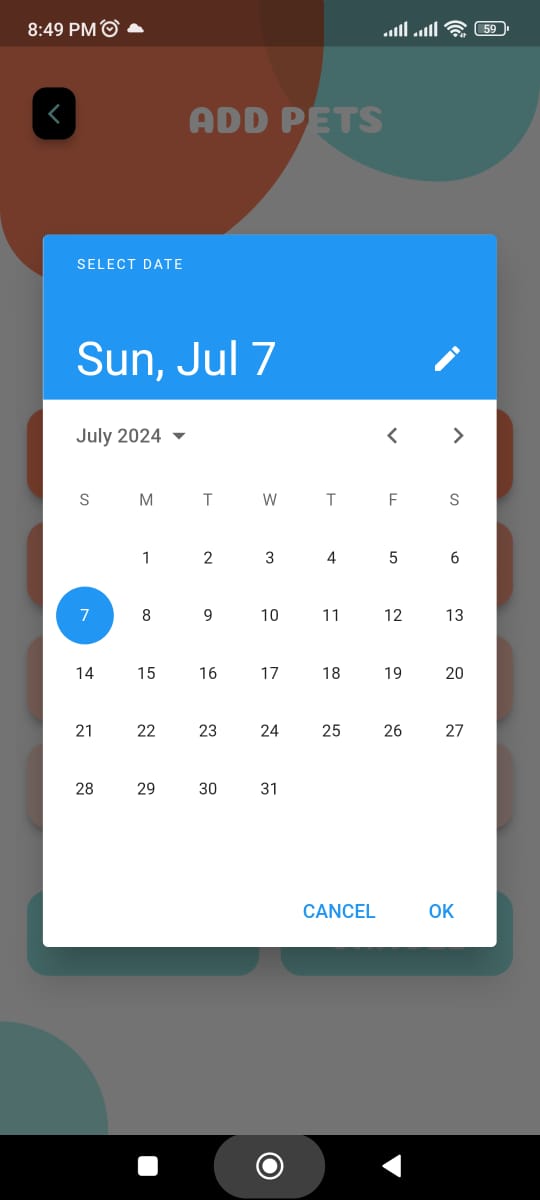 8:49 PM 59
ADD PETS
SELECT DATE
Sun, Jul 7
July 2024
S M T W T F S
1 2 3 4 5 6
7 8 9 10 11 12 13
14 15 16 17 18 19 20
21 22 23 24 25 26 27
28 29 30 31
CANCEL OK